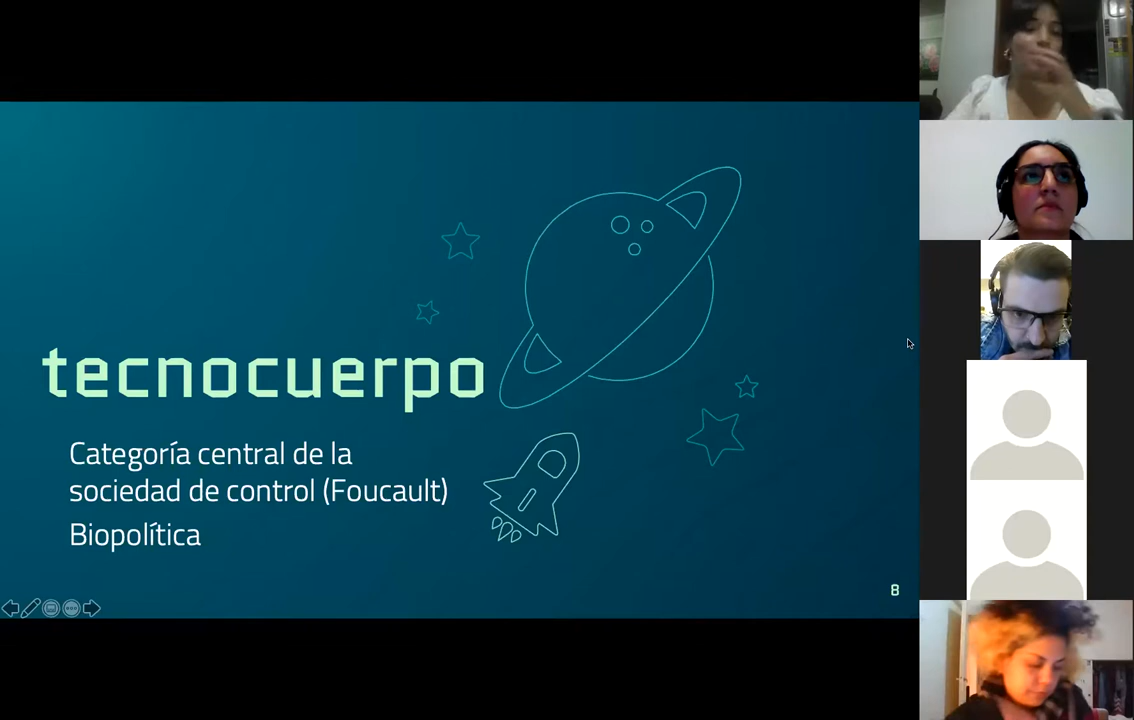 tecnocuerpo
Categoría central de la
sociedad de control (Foucault)
Biopolítica
8